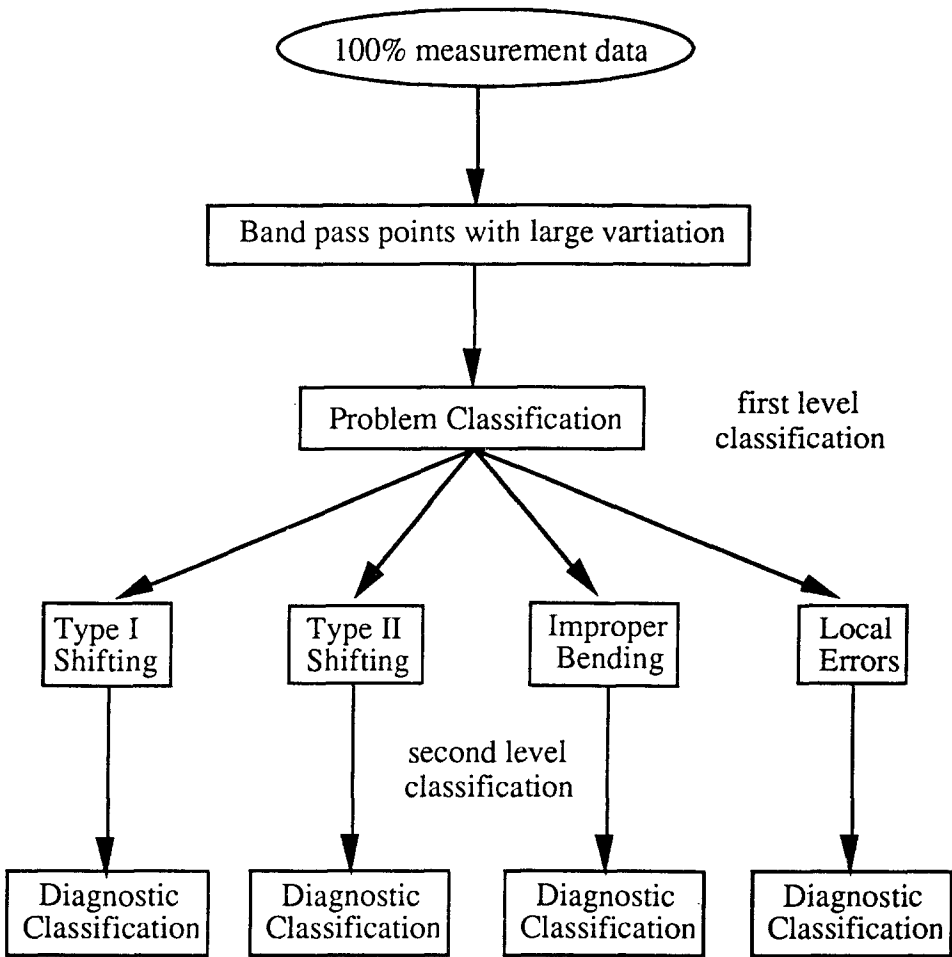 100% measurement data
Band pass points with large vartiation
Problem Classification
first level
classification
Type I
Shifting
Type II
Shifting
Improper
Bending
Local
Errors
second level
classification
Diagnostic
Classification
Diagnostic
Classification
Diagnostic
Classification
Diagnostic
Classification